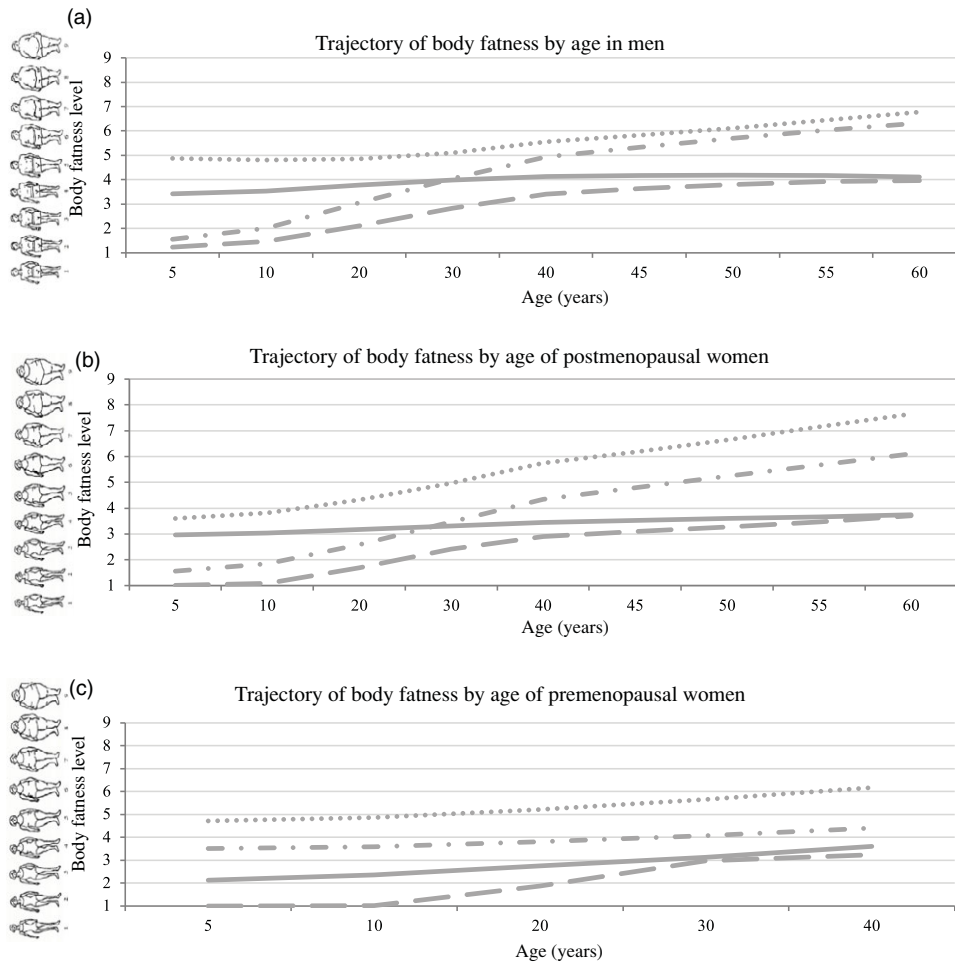 (a)
Trajectory of body fatness by age in men
Body fatness level
9
8
7
6
5
4
3
2
1
5 10 20 30 40 45 50 55 60
Age (years)
(b)
Trajectory of body fatness by age of postmenopausal women
Body fatness level
9
8
7
6
5
4
3
2
1
5 10 20 30 40 45 50 55 60
Age (years)
(c)
Trajectory of body fatness by age of premenopausal women
Body fatness level
9
8
7
6
5
4
3
2
1
5 10 20 30 40
Age (years)